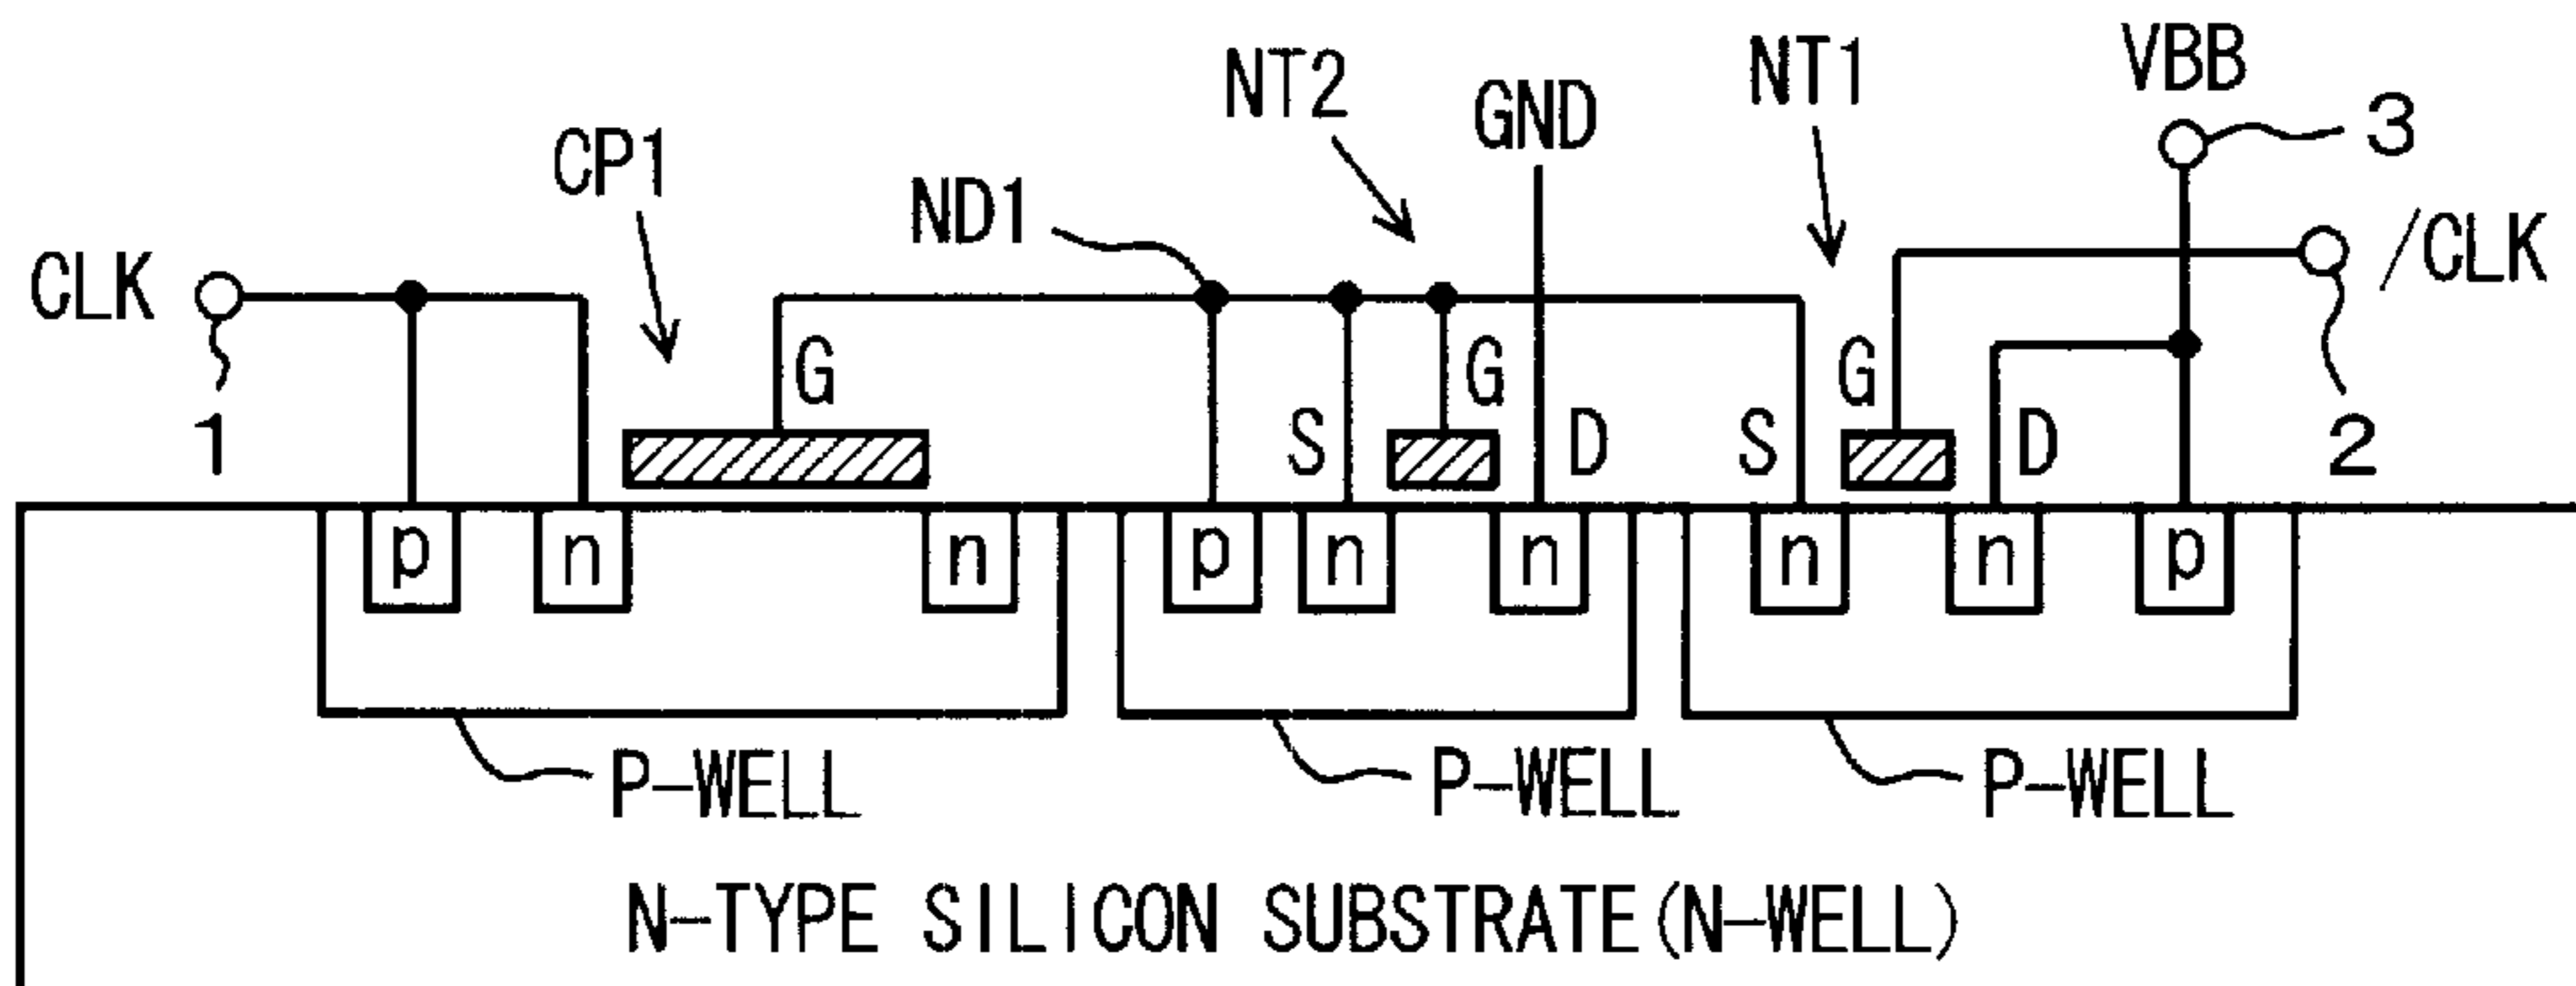 VBB
NT1
NT2
GND
3
CP1
ND1
CLK
/CLK
G
G
G
1
S
D
S
D
2
p
n
n
p
n
n
n
n
p
P-WELL
P-WELL
P-WELL
N-TYPE SILICON SUBSTRATE(N-WELL)